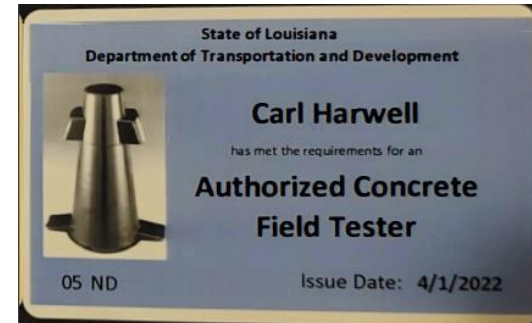 State of Louisiana
Department of Transportation and Development
Carl Harwell
has met the requirements for an
Authorized Concrete
Field Tester
05 ND
Issue Date: 4/1/2022